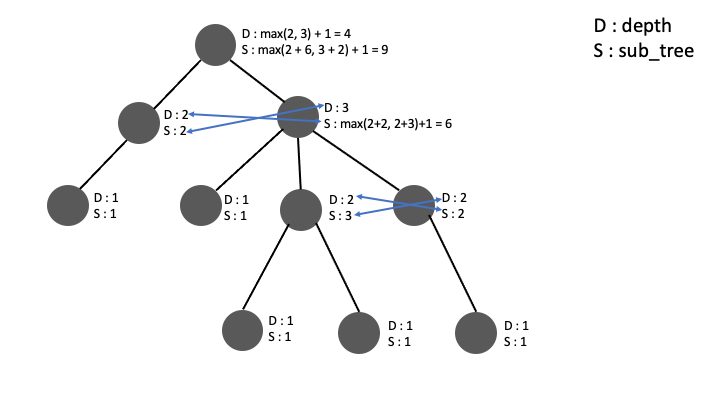 D : max(2, 3) + 1 = 4
S : max(2 + 6, 3 + 2) + 1 = 9
D : depth
S : sub_tree
D : 2
S : 2
D : 3
S : max(2+2, 2+3)+1 = 6
D : 1
S : 1
D : 1
S : 1
D : 2
S : 3
D : 2
S : 2
D : 1
S : 1
D : 1
S : 1
D : 1
S : 1